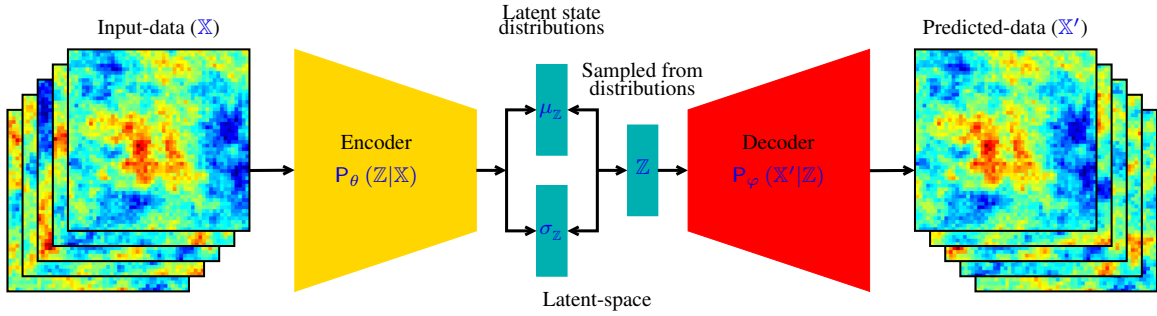 Input-data (𝕏)
Latent state
distributions
Predicted-data (𝕏′)
Sampled from
distributions
μ_ℤ
Encoder
P_θ (ℤ|𝕏)
ℤ
Decoder
P_φ (𝕏′|ℤ)
σ_ℤ
Latent-space